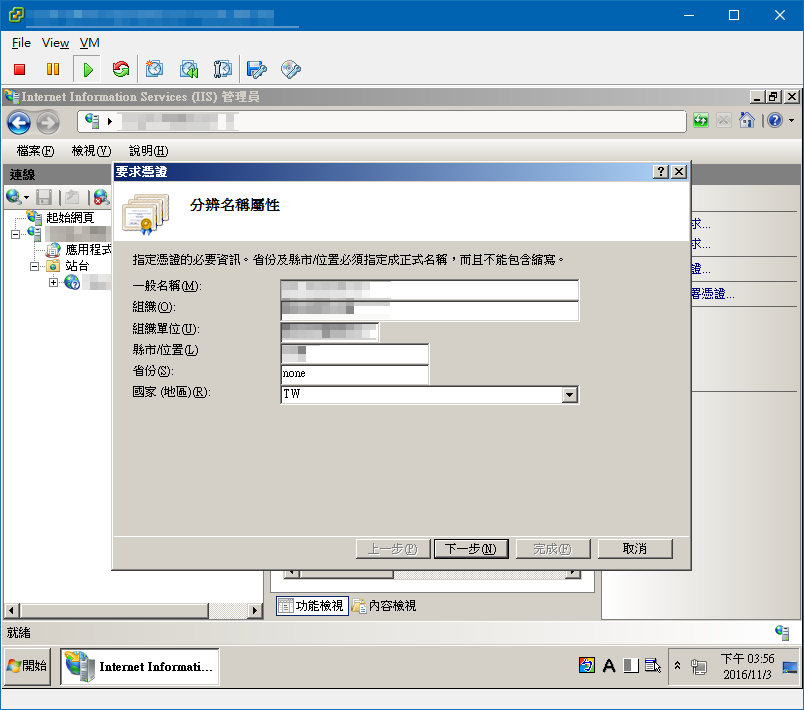 File View VM
Internet Information Services (IIS) 管理員
檔案(F) 檢視(V) 說明(H)
連線
起始網頁
應用程式
站台
要求憑證
分辨名稱屬性
指定憑證的必要資訊。省份及縣市/位置必須指定成正式名稱，而且不能包含縮寫。
一般名稱(M):
組織(O):
組織單位(U):
縣市/位置(L)
省份(S):
none
國家 (地區)(R):
TW
上一步(P) 下一步(N) 完成(F) 取消
求...
求...
證...
署憑證...
功能檢視 內容檢視
就緒
開始 Internet Informati... A 下午 03:56
2016/11/3